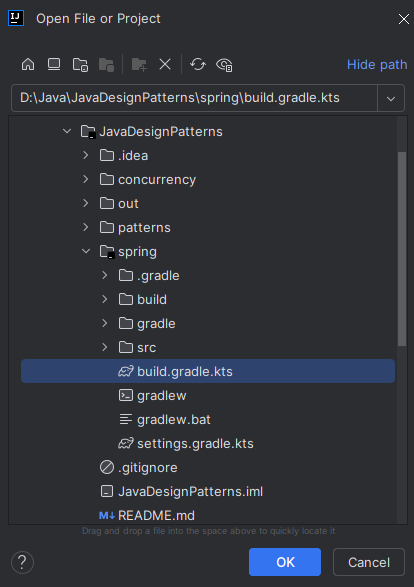 IJ
Open File or Project
Hide path
D:\Java\JavaDesignPatterns\spring\build.gradle.kts
JavaDesignPatterns
.idea
concurrency
out
patterns
spring
.gradle
build
gradle
src
build.gradle.kts
gradlew
gradlew.bat
settings.gradle.kts
.gitignore
JavaDesignPatterns.iml
M↓ README.md
Drag and drop a file into the space above to quickly locate it
? OK Cancel